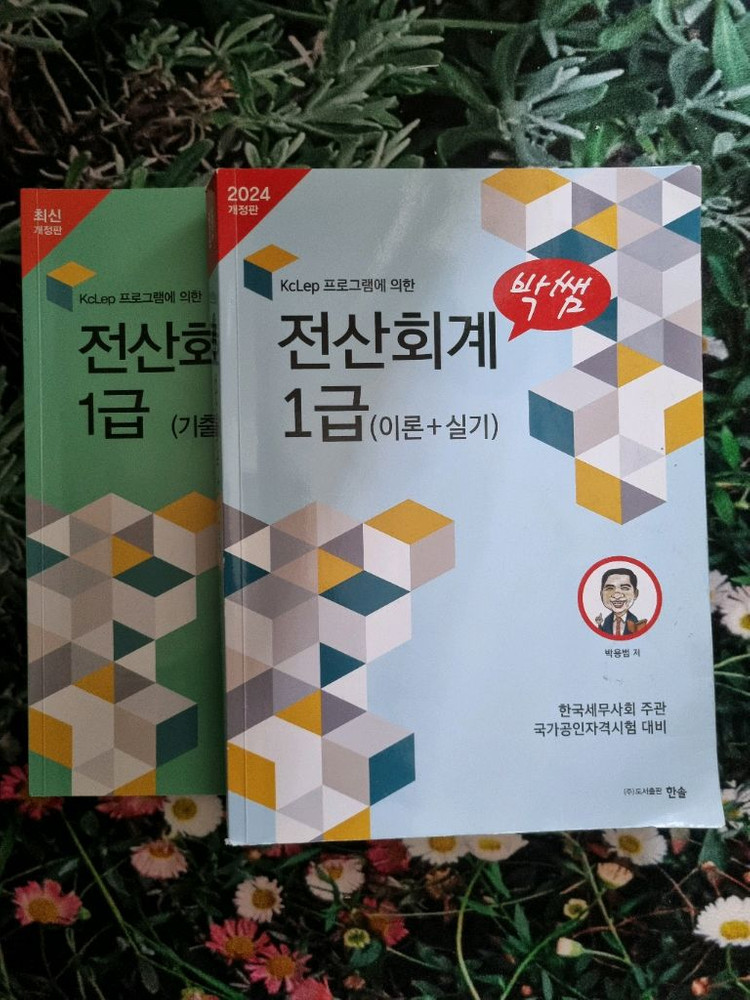 최신
개정판
KcLep 프로그램에 의한
전산회
1급 (기출
2024
개정판
KcLep 프로그램에 의한
박쌤
전산회계
1급(이론+실기)
박용범 저
한국세무사회 주관
국가공인자격시험 대비
(주)도서출판 한솔